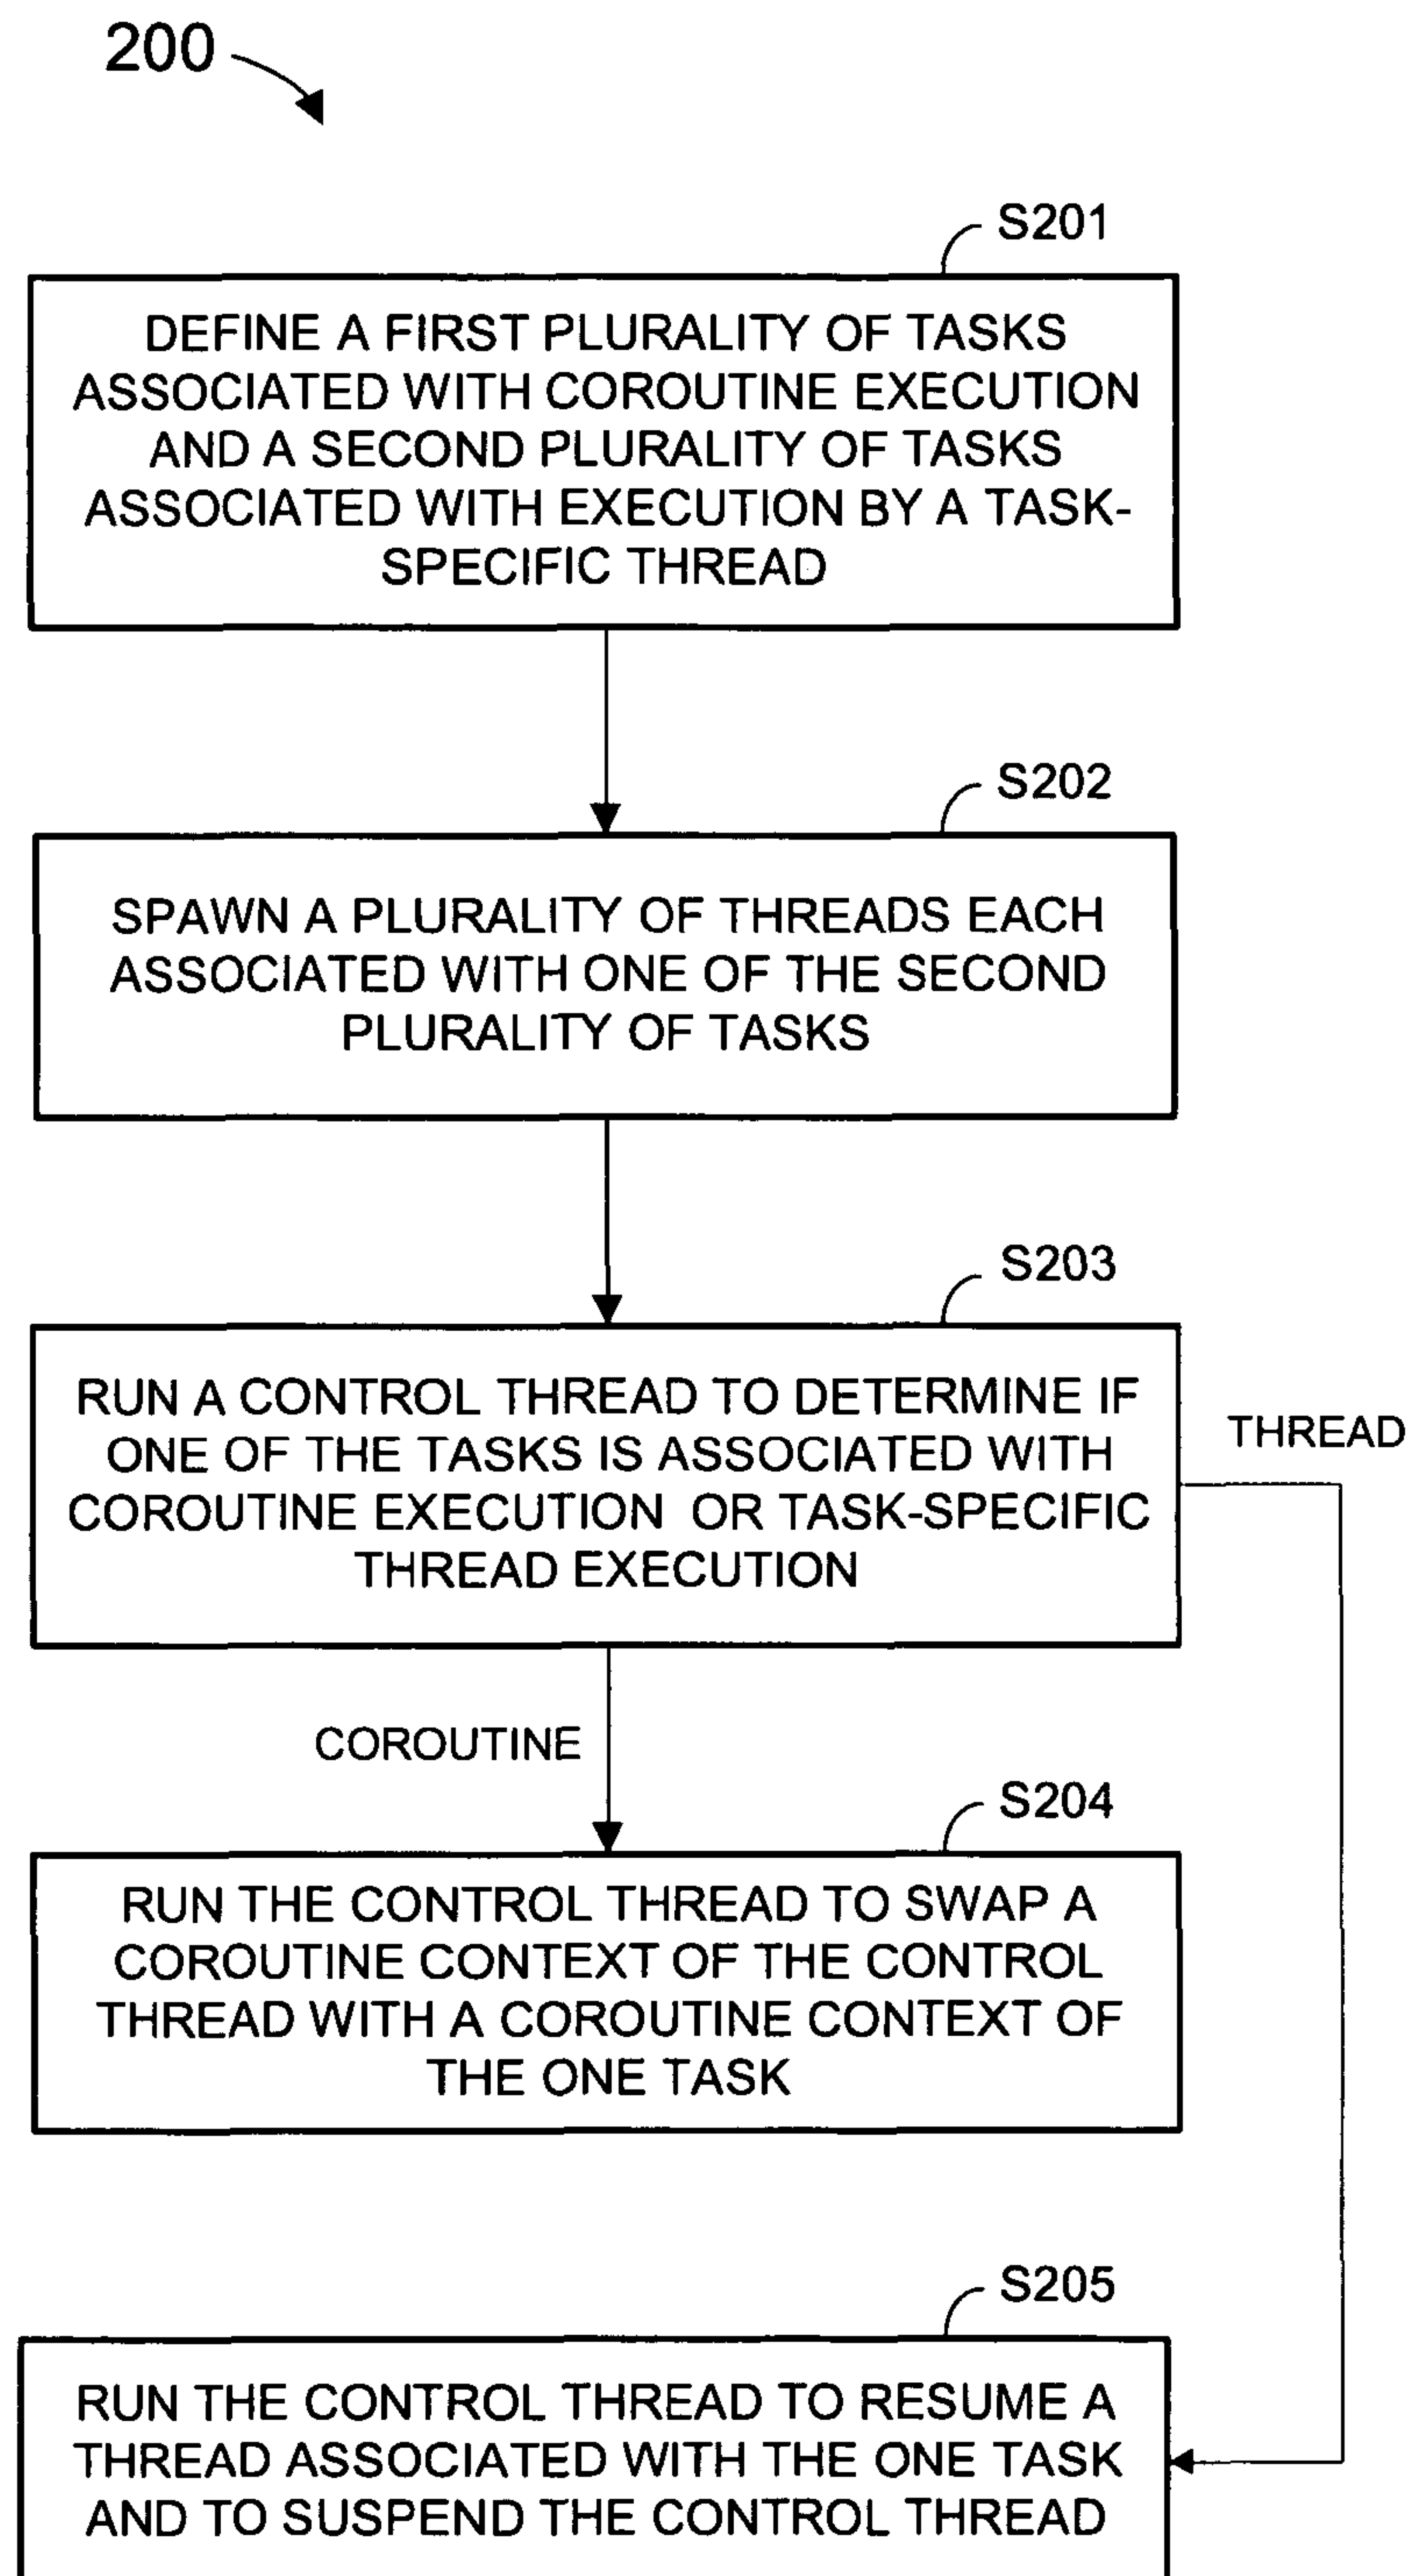 200
S201
DEFINE A FIRST PLURALITY OF TASKS
ASSOCIATED WITH COROUTINE EXECUTION
AND A SECOND PLURALITY OF TASKS
ASSOCIATED WITH EXECUTION BY A TASK-
SPECIFIC THREAD
S202
SPAWN A PLURALITY OF THREADS EACH
ASSOCIATED WITH ONE OF THE SECOND
PLURALITY OF TASKS
S203
RUN A CONTROL THREAD TO DETERMINE IF
ONE OF THE TASKS IS ASSOCIATED WITH
COROUTINE EXECUTION OR TASK-SPECIFIC
THREAD EXECUTION
THREAD
COROUTINE
S204
RUN THE CONTROL THREAD TO SWAP A
COROUTINE CONTEXT OF THE CONTROL
THREAD WITH A COROUTINE CONTEXT OF
THE ONE TASK
S205
RUN THE CONTROL THREAD TO RESUME A
THREAD ASSOCIATED WITH THE ONE TASK
AND TO SUSPEND THE CONTROL THREAD